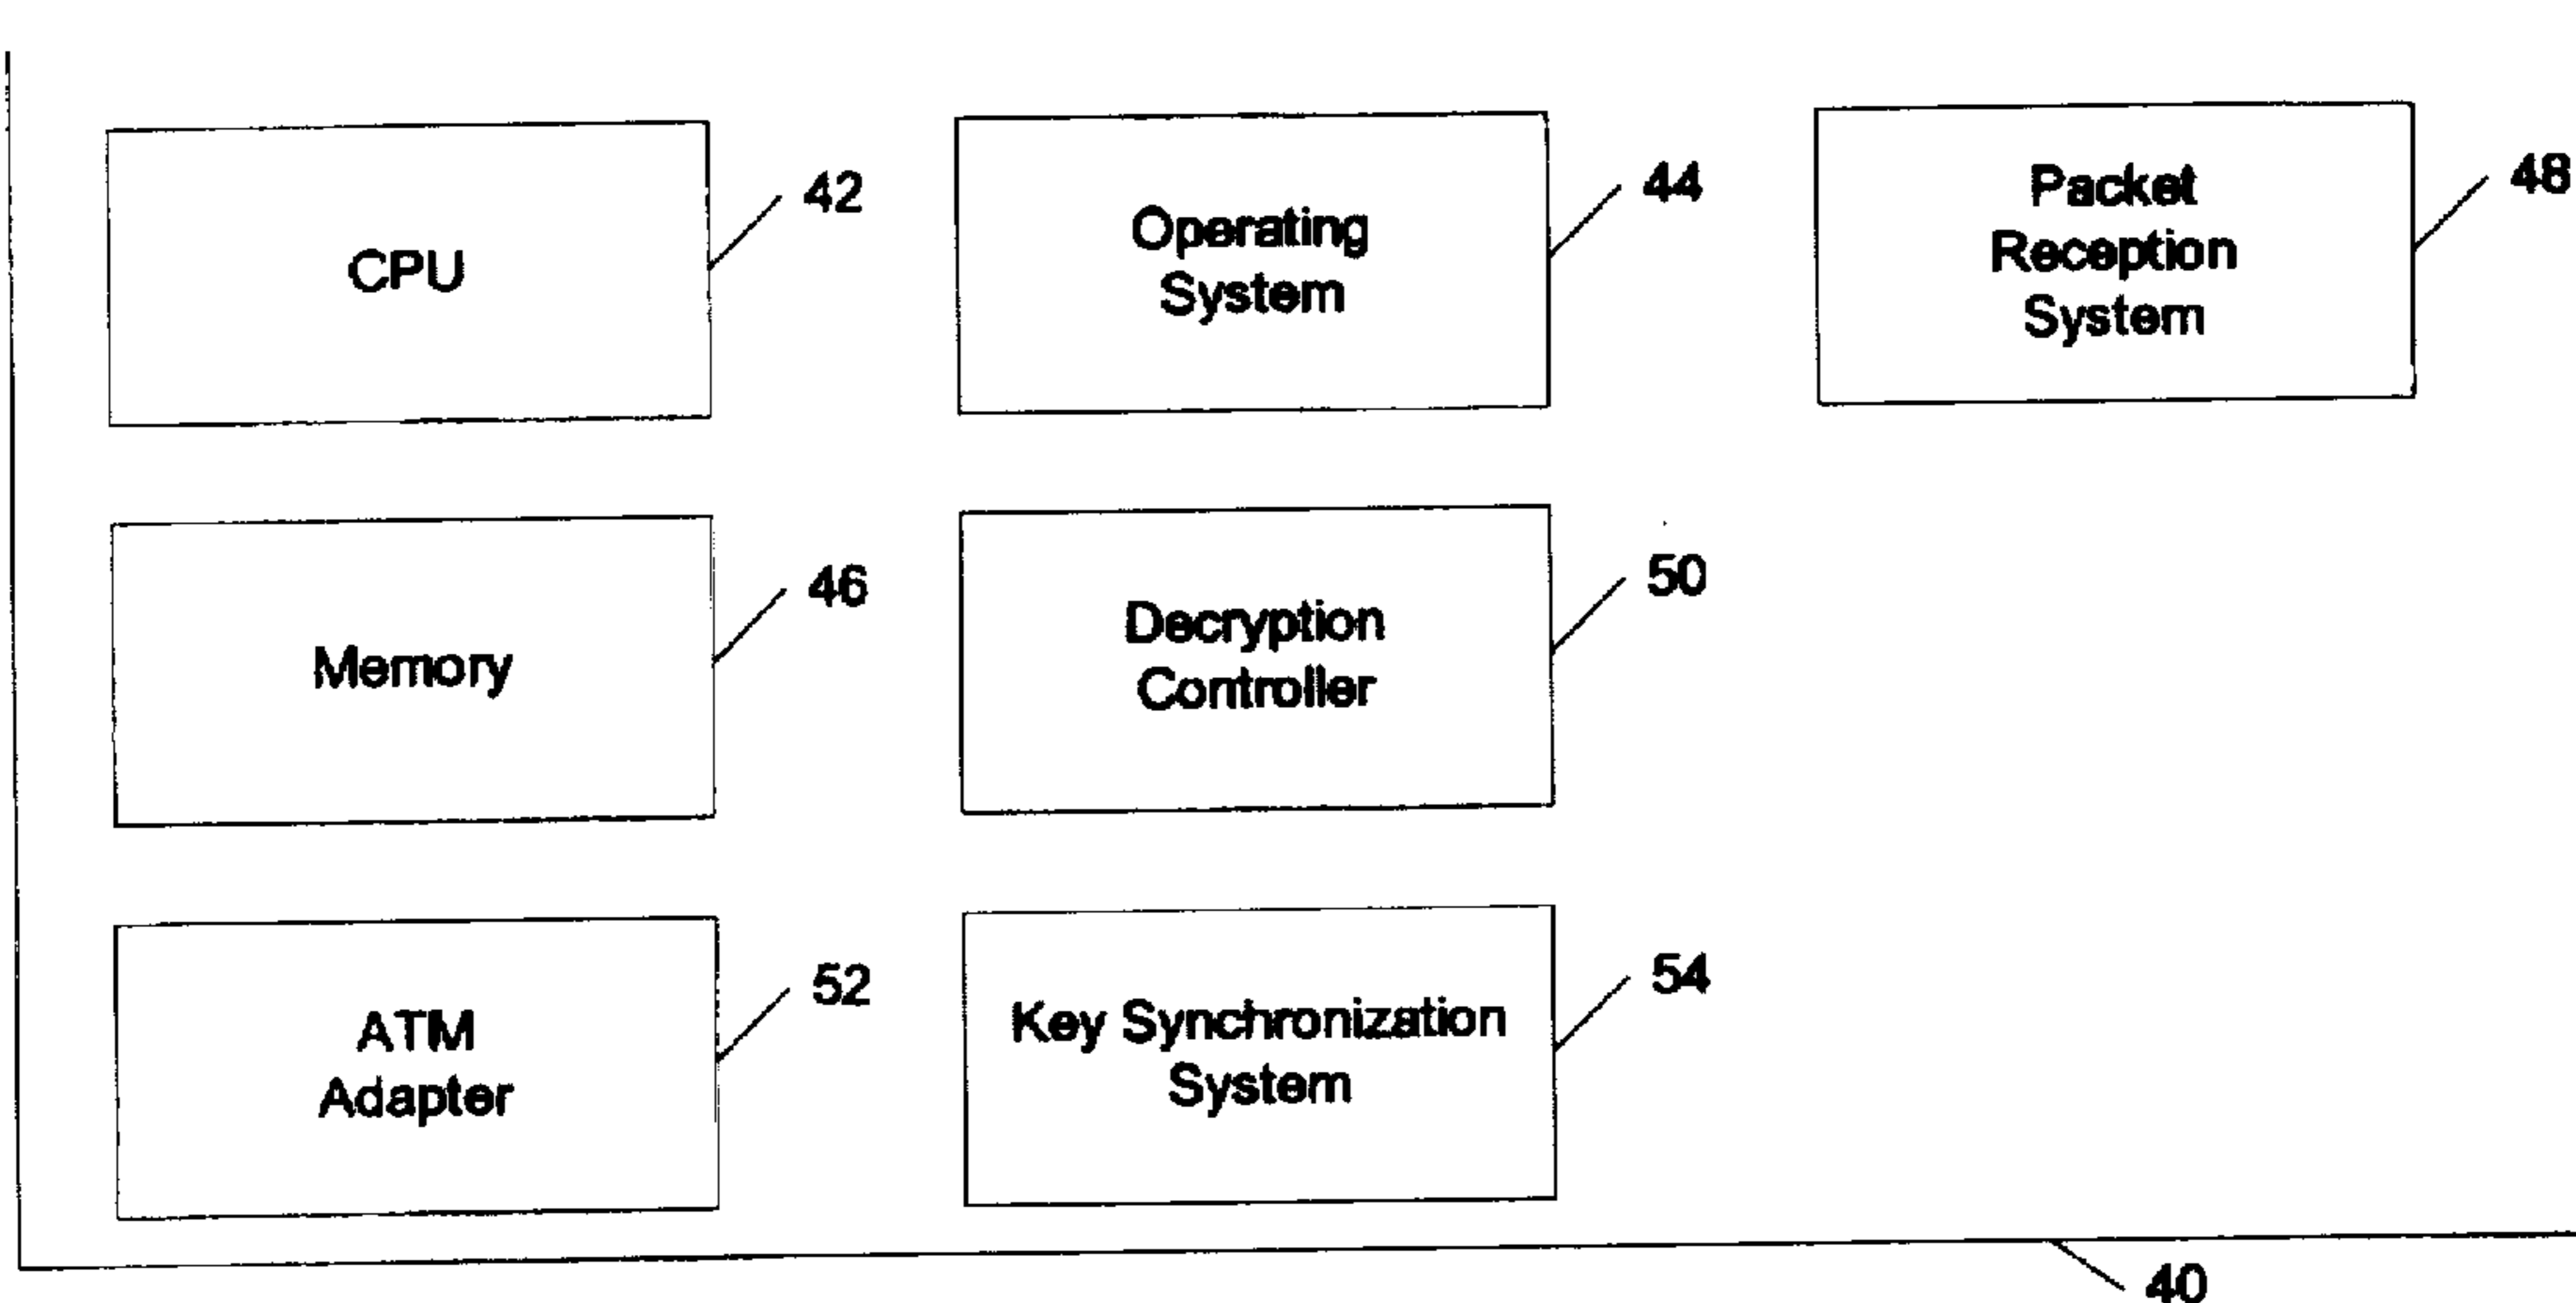 CPU
42
Operating
System
44
Packet
Reception
System
48
Memory
46
Decryption
Controller
50
ATM
Adapter
52
Key Synchronization
System
54
40